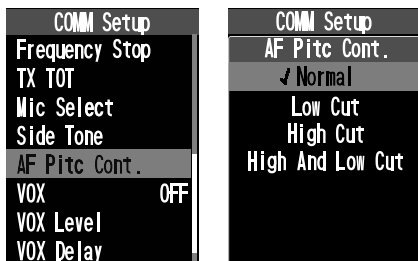 COMM Setup
Frequency Stop
TX TOT
Mic Select
Side Tone
AF Pitc Cont.
VOX OFF
VOX Level
VOX Delay
COMM Setup
AF Pitc Cont.
✓Normal
Low Cut
High Cut
High And Low Cut